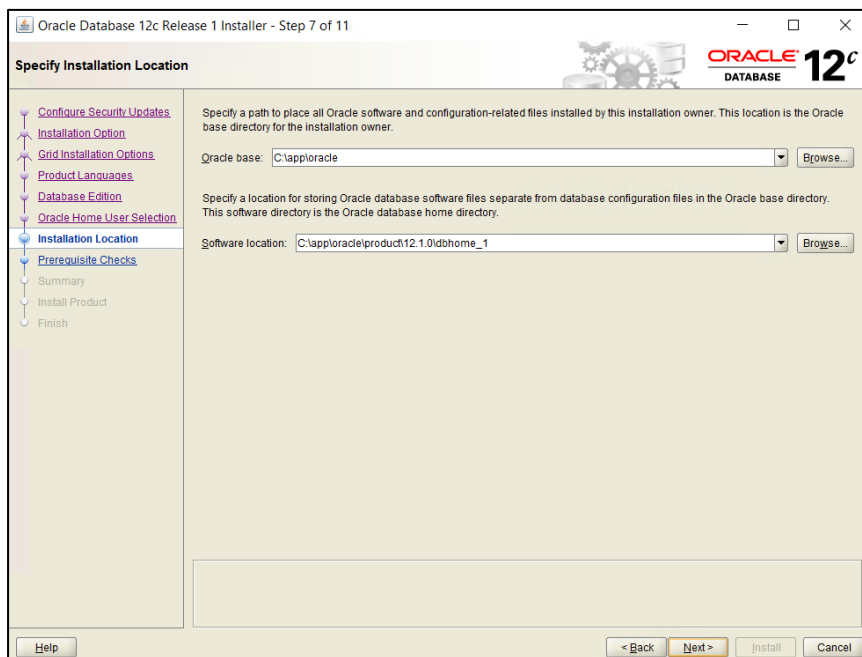 Oracle Database 12c Release 1 Installer - Step 7 of 11
Specify Installation Location
ORACLE
DATABASE
12c
Configure Security Updates
Installation Option
Grid Installation Options
Product Languages
Database Edition
Oracle Home User Selection
Installation Location
Prerequisite Checks
Summary
Install Product
Finish
Specify a path to place all Oracle software and configuration-related files installed by this installation owner. This location is the Oracle
base directory for the installation owner.
Oracle base: C:\app\oracle Browse...
Specify a location for storing Oracle database software files separate from database configuration files in the Oracle base directory.
This software directory is the Oracle database home directory.
Software location: C:\app\oracle\product\12.1.0\dbhome_1 Browse...
Help < Back Next > Install Cancel